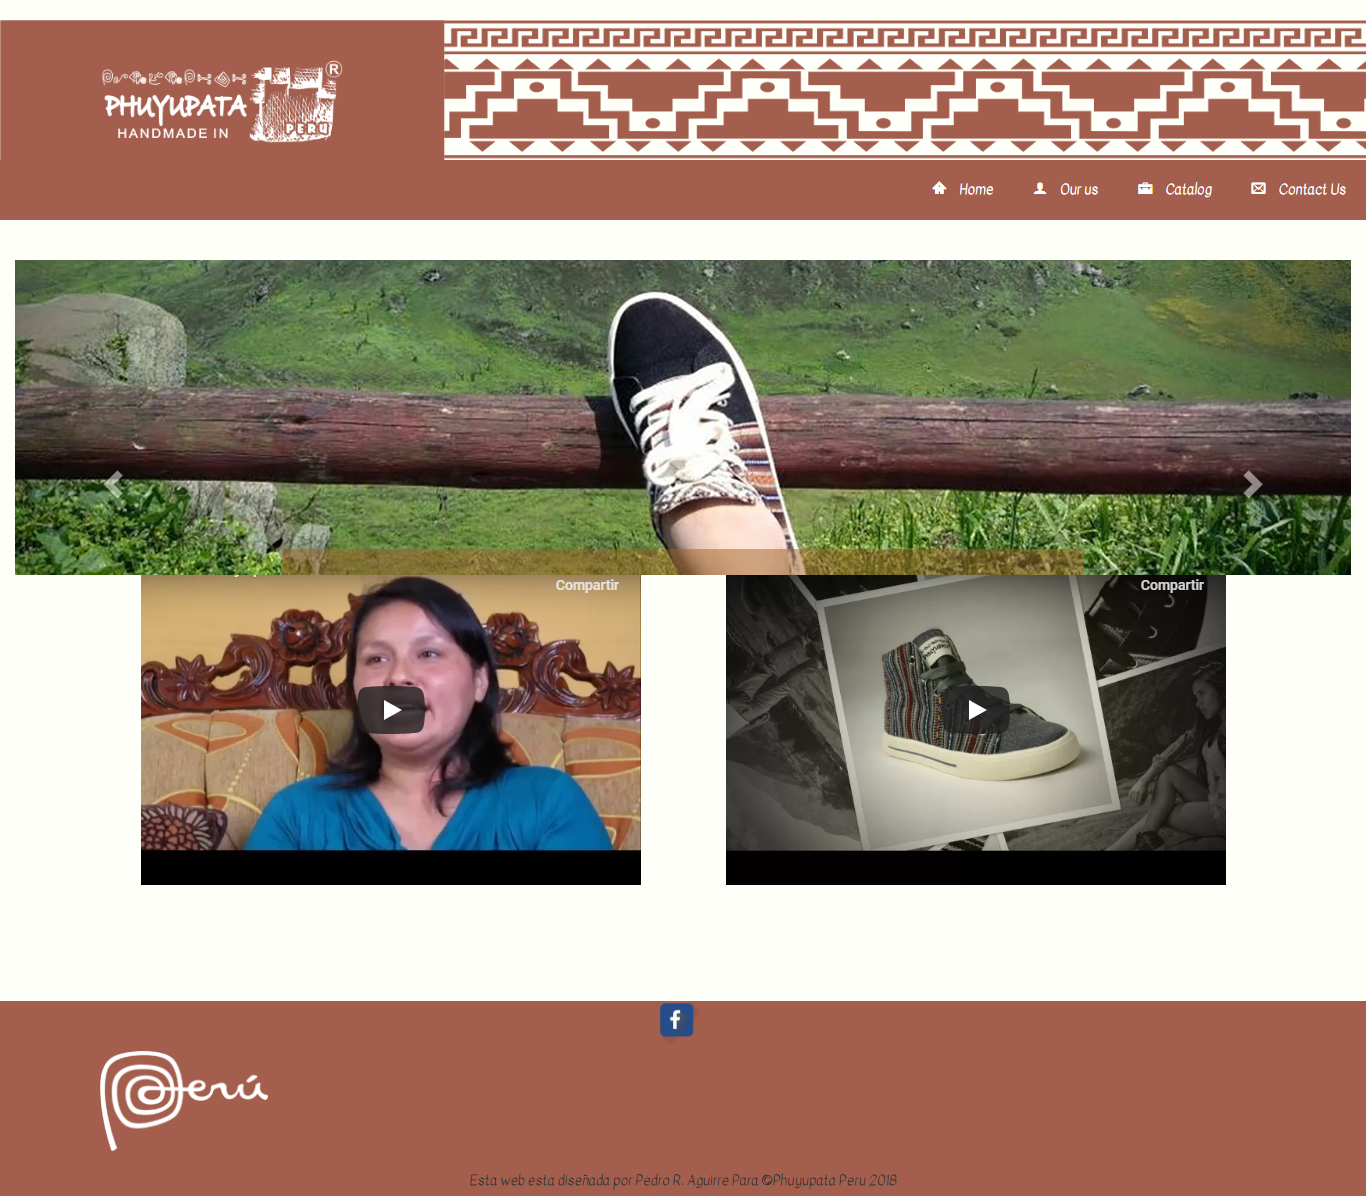 PHUYUPATA ®
HANDMADE IN PERU
Home Our us Catalog Contact Us
Compartir Compartir
f
Perú
Esta web esta diseñada por Pedro R. Aguirre Para ©Phuyupata Peru 2018